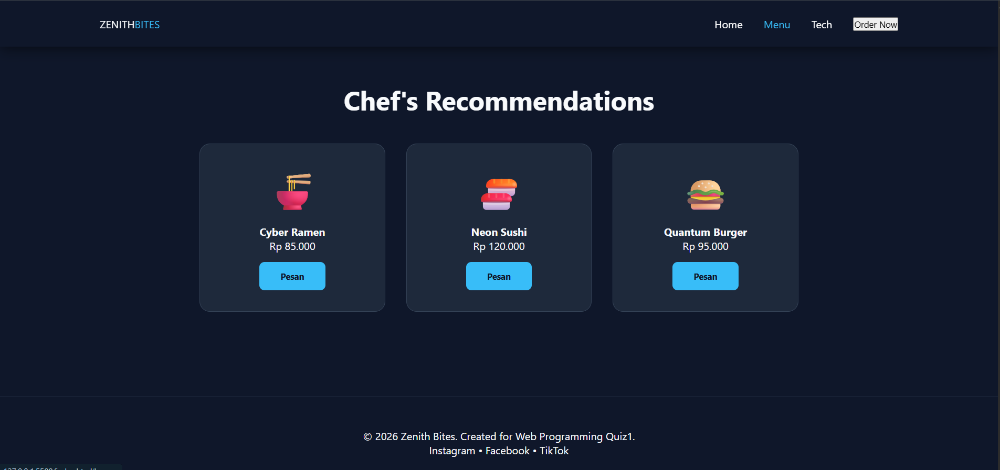 ZENITHBITES
Home
Menu
Tech
Order Now
Chef's Recommendations
Cyber Ramen
Rp 85.000
Pesan
Neon Sushi
Rp 120.000
Pesan
Quantum Burger
Rp 95.000
Pesan
© 2026 Zenith Bites. Created for Web Programming Quiz1.
Instagram • Facebook • TikTok